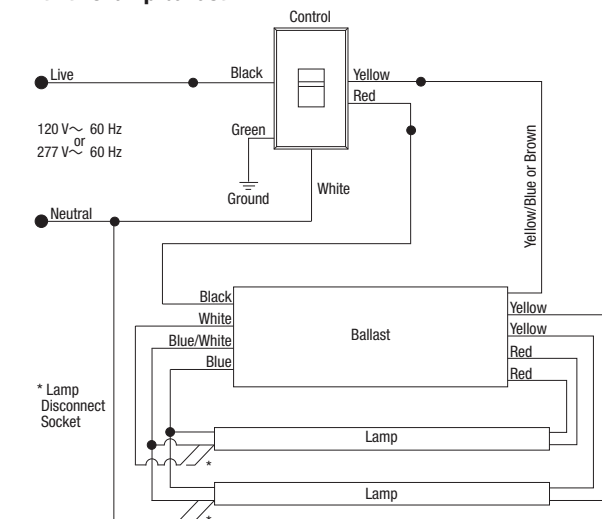 Control
Live
Black
Yellow
Red
120 V~ 60 Hz
or
277 V~ 60 Hz
Green
Ground
White
Yellow/Blue or Brown
Neutral
Black
White
Blue/White
Blue
Ballast
Yellow
Yellow
Red
Red
* Lamp
Disconnect
Socket
Lamp
*
Lamp
*